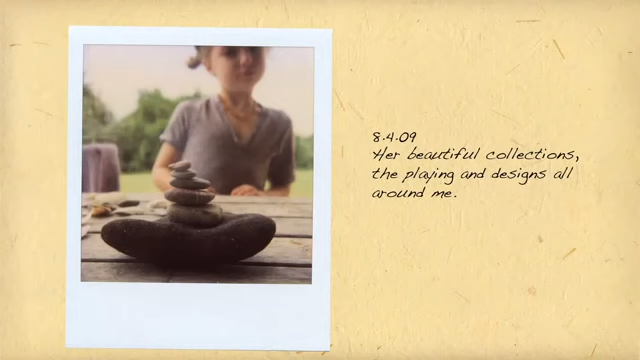 8.4.09
Her beautiful collections,
the playing and designs all
around me.